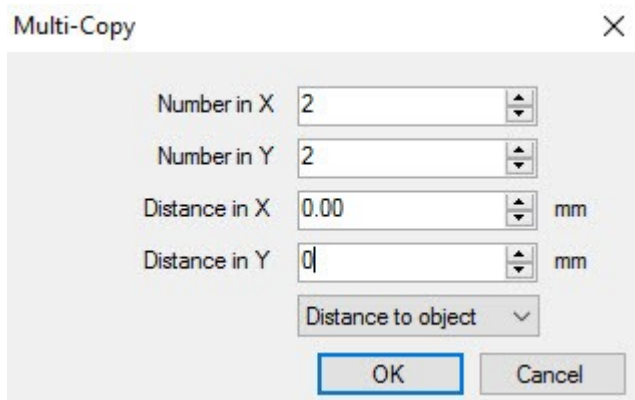 Multi-Copy
Number in X 2
Number in Y 2
Distance in X 0.00 mm
Distance in Y 0 mm
Distance to object
OK Cancel